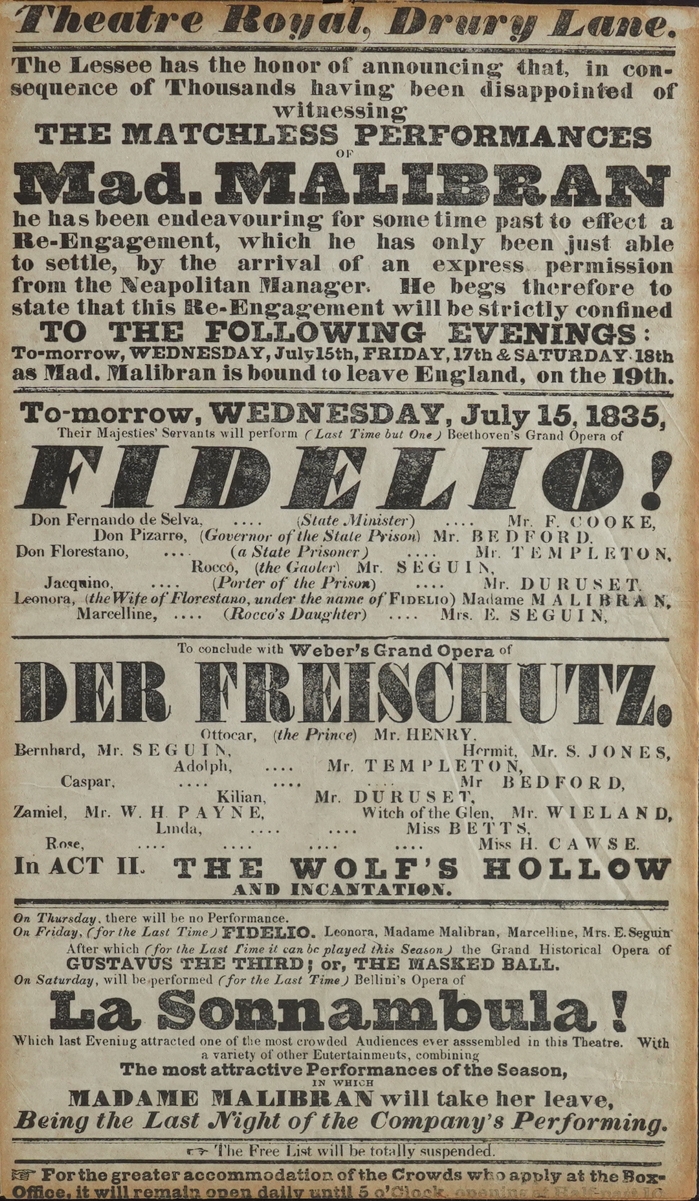 Theatre Royal, Drury Lane.
The Lessee has the honor of announcing that, in con-
sequence of Thousands having been disappointed of
witnessing
THE MATCHLESS PERFORMANCES
OF
Mad. MALIBRAN
he has been endeavouring for some time past to effect a
Re-Engagement, which he has only been just able
to settle, by the arrival of an express permission
from the Neapolitan Manager. He begs therefore to
state that this Re-Engagement will be strictly confined
TO THE FOLLOWING EVENINGS:
To-morrow, WEDNESDAY, July 15th, FRIDAY, 17th & SATURDAY 18th
as Mad. Malibran is bound to leave England, on the 19th.
To-morrow, WEDNESDAY, July 15, 1835,
Their Majesties' Servants will perform (Last Time but One) Beethoven's Grand Opera of
FIDELIO!
Don Fernando de Selva, .... (State Minister) .... Mr. F. COOKE,
Don Pizarro, (Governor of the State Prison) Mr. BEDFORD.
Don Florestano, .... (a State Prisoner) .... Mr. TEMPLETON,
Rocco, (the Gaoler) Mr. SEGUIN,
Jacquino, .... (Porter of the Prison) .... Mr. DURUSET.
Leonora, (the Wife of Florestano, under the name of FIDELIO) Madame MALIBRAN,
Marcelline, .... (Rocco's Daughter) .... Mrs. E. SEGUIN,
To conclude with Weber's Grand Opera of
DER FREISCHUTZ.
Ottocar, (the Prince) Mr. HENRY,
Bernhard, Mr. SEGUIN, Hermit, Mr. S. JONES,
Adolph, .... Mr. TEMPLETON,
Caspar, .... .... .... Mr BEDFORD,
Kilian, Mr. DURUSET,
Zamiel, Mr. W. H. PAYNE, Witch of the Glen, Mr. WIELAND,
Linda, .... .... Miss BETTS,
Rose, .... .... .... .... Miss H. CAWSE.
In ACT II. THE WOLF'S HOLLOW
AND INCANTATION.
On Thursday, there will be no Performance.
On Friday, (for the Last Time) FIDELIO. Leonora, Madame Malibran, Marcelline, Mrs. E. Seguin
After which (for the Last Time it can be played this Season) the Grand Historical Opera of
GUSTAVUS THE THIRD; or, THE MASKED BALL.
On Saturday, will be performed (for the Last Time) Bellini's Opera of
La Sonnambula!
Which last Evening attracted one of the most crowded Audiences ever asssembled in this Theatre. With
a variety of other Eutertainments, combining
The most attractive Performances of the Season,
IN WHICH
MADAME MALIBRAN will take her leave,
Being the Last Night of the Company's Performing.
☞ The Free List will be totally suspended.
☞ For the greater accommodation of the Crowds who apply at the Box-
Office, it will remain open daily until 5 o'Clock,